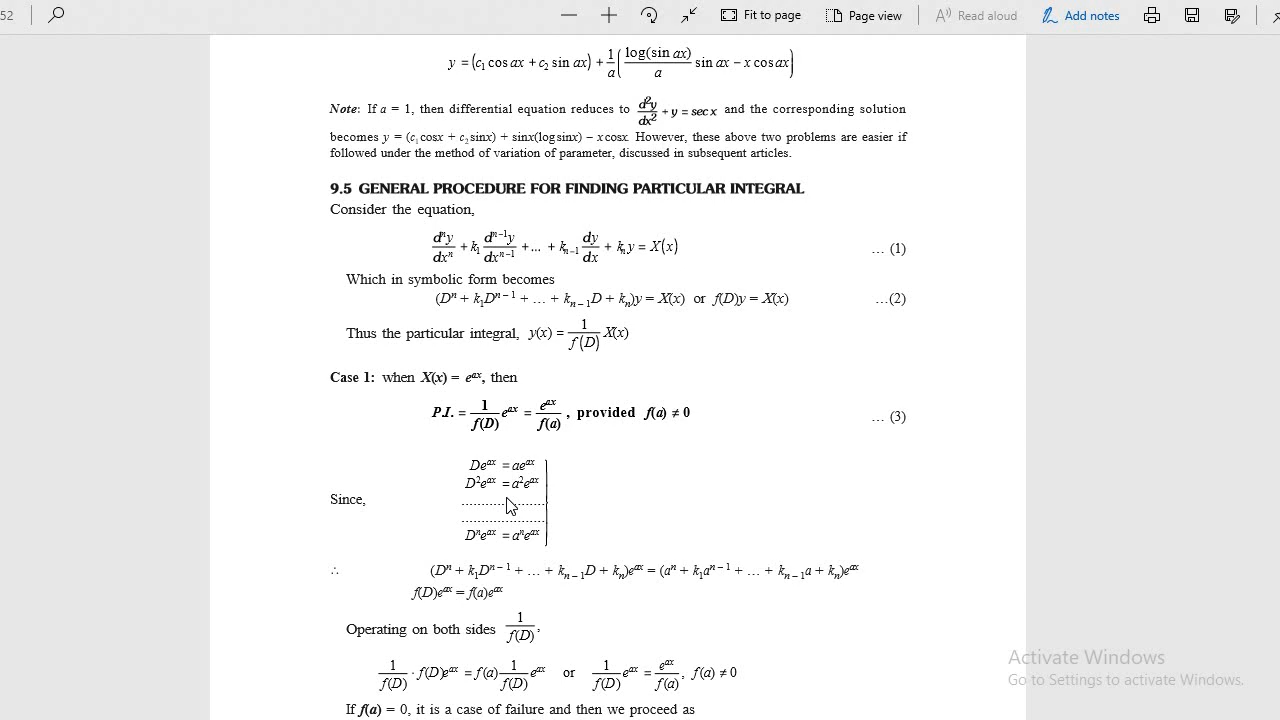 52 Fit to page Page view A)) Read aloud Add notes
y = (c₁ cos ax + c₂ sin ax) + 1/a ( log(sin ax)/a sin ax − x cos ax )
Note: If a = 1, then differential equation reduces to d²y/dx² + y = sec x and the corresponding solution
becomes y = (c₁ cosx + c₂ sinx) + sinx(log sinx) − x cosx. However, these above two problems are easier if
followed under the method of variation of parameter, discussed in subsequent articles.
9.5 GENERAL PROCEDURE FOR FINDING PARTICULAR INTEGRAL
Consider the equation,
dⁿy/dxⁿ + k₁ dⁿ⁻¹y/dxⁿ⁻¹ + ... + kₙ₋₁ dy/dx + kₙy = X(x) ... (1)
Which in symbolic form becomes
(Dⁿ + k₁Dⁿ⁻¹ + ... + kₙ₋₁D + kₙ)y = X(x) or f(D)y = X(x) ...(2)
Thus the particular integral, y(x) = 1/f(D) X(x)
Case 1: when X(x) = eᵃˣ, then
P.I. = 1/f(D) eᵃˣ = eᵃˣ/f(a), provided f(a) ≠ 0 ... (3)
Deᵃˣ = aeᵃˣ
D²eᵃˣ = a²eᵃˣ
Since, ........................
........................
Dⁿeᵃˣ = aⁿeᵃˣ
∴ (Dⁿ + k₁Dⁿ⁻¹ + ... + kₙ₋₁D + kₙ)eᵃˣ = (aⁿ + k₁aⁿ⁻¹ + ... + kₙ₋₁a + kₙ)eᵃˣ
f(D)eᵃˣ = f(a)eᵃˣ
Operating on both sides 1/f(D),
1/f(D) · f(D)eᵃˣ = f(a) 1/f(D) eᵃˣ or 1/f(D) eᵃˣ = eᵃˣ/f(a), f(a) ≠ 0
If f(a) = 0, it is a case of failure and then we proceed as
Activate Windows
Go to Settings to activate Windows.